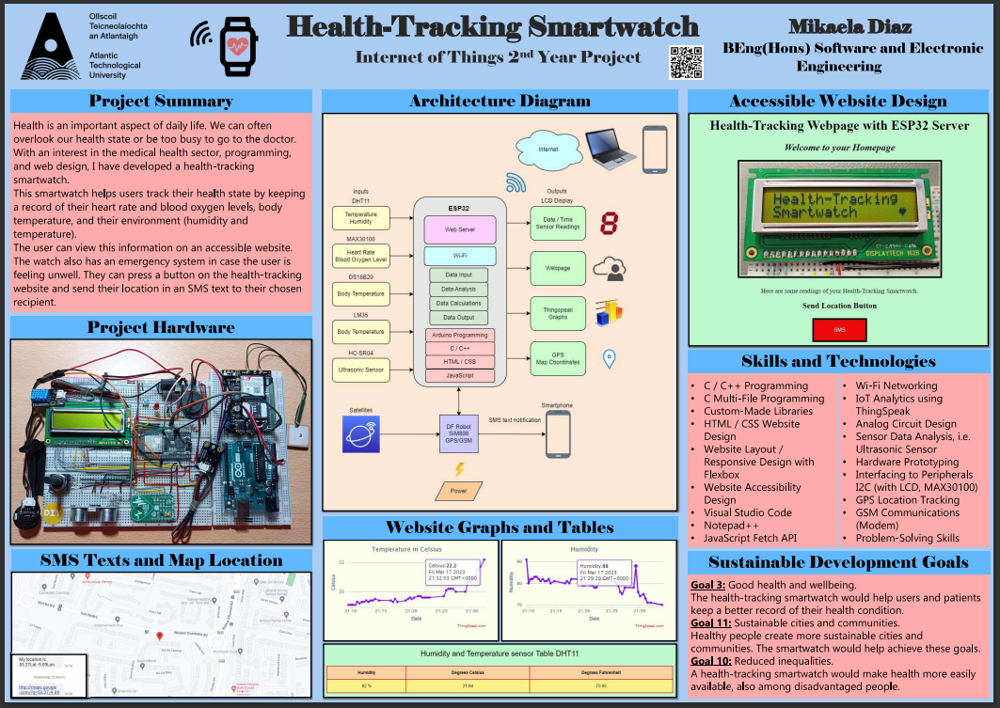 Ollscoil
Teicneolaíochta
an Atlantaigh
Atlantic
Technological
University
Health-Tracking Smartwatch
Internet of Things 2nd Year Project
Mikaela Diaz
BEng(Hons) Software and Electronic
Engineering
Project Summary
Health is an important aspect of daily life. We can often
overlook our health state or be too busy to go to the doctor.
With an interest in the medical health sector, programming,
and web design, I have developed a health-tracking
smartwatch.
This smartwatch helps users track their health state by keeping
a record of their heart rate and blood oxygen levels, body
temperature, and their environment (humidity and
temperature).
The user can view this information on an accessible website.
The watch also has an emergency system in case the user is
feeling unwell. They can press a button on the health-tracking
website and send their location in an SMS text to their chosen
recipient.
Project Hardware
SMS Texts and Map Location
My location is
53.27Lat -9.09Lon
Wednesday, 22 March
http://maps.google
.com/?q=53.27-9.09
Architecture Diagram
Internet
Inputs
DHT11
Temperature
Humidity
MAX30100
Heart Rate
Blood Oxygen Level
DS18B20
Body Temperature
LM35
Body Temperature
HC-SR04
Ultrasonic Sensor
ESP32
Web Server
Wi-Fi
Data Input
Data Analysis
Data Calculations
Data Output
Arduino Programming
C / C++
HTML / CSS
JavaScript
Outputs
LCD Display
Date / Time
Sensor Readings
8
Webpage
Thingspeak
Graphs
GPS
Map Coordinates
Satellites
DF Robot
SIM808
GPS/GSM
SMS text notification
Smartphone
Power
Website Graphs and Tables
Temperature in Celsius
Celsius
22
20
Celsius:22.2
Fri Mar 17 2023
21:32:03 GMT+0000
21:10
21:15
21:20
21:25
21:30
Date
ThingSpeak.com
Humidity
Humidity
90
80
70
Humidity:88
Fri Mar 17 2023
21:29:20 GMT+0000
21:10
21:15
21:20
21:25
21:30
Date
ThingSpeak.com
Humidity and Temperature sensor Table DHT11
Humidity Degrees Celsius Degrees Fahrenheit
82 % 21.64 70.95
Accessible Website Design
Health-Tracking Webpage with ESP32 Server
Welcome to your Homepage
Health-Tracking
Smartwatch
DISPLAYTECH 162B
Here are some readings of your Health-Tracking Smartwatch.
Send Location Button
SMS
Skills and Technologies
• C / C++ Programming
• C Multi-File Programming
• Custom-Made Libraries
• HTML / CSS Website
Design
• Website Layout /
Responsive Design with
Flexbox
• Website Accessibility
Design
• Visual Studio Code
• Notepad++
• JavaScript Fetch API
• Wi-Fi Networking
• IoT Analytics using
ThingSpeak
• Analog Circuit Design
• Sensor Data Analysis, i.e.
Ultrasonic Sensor
• Hardware Prototyping
• Interfacing to Peripherals
I2C (with LCD, MAX30100)
• GPS Location Tracking
• GSM Communications
(Modem)
• Problem-Solving Skills
Sustainable Development Goals
Goal 3: Good health and wellbeing.
The health-tracking smartwatch would help users and patients
keep a better record of their health condition.
Goal 11: Sustainable cities and communities.
Healthy people create more sustainable cities and
communities. The smartwatch would help achieve these goals.
Goal 10: Reduced inequalities.
A health-tracking smartwatch would make health more easily
available, also among disadvantaged people.